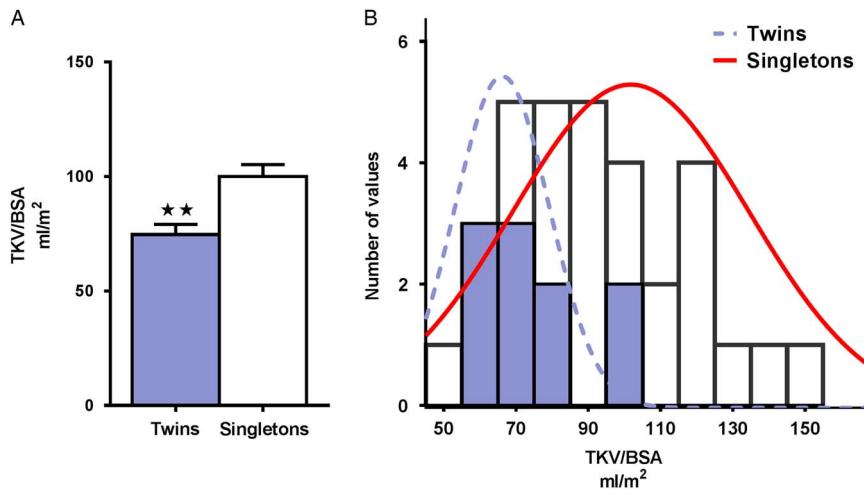 A
TKV/BSA
ml/m²
150
100
50
0
★★
Twins
Singletons
B
Number of values
6
4
2
0
Twins
Singletons
50
70
90
110
130
150
TKV/BSA
ml/m²